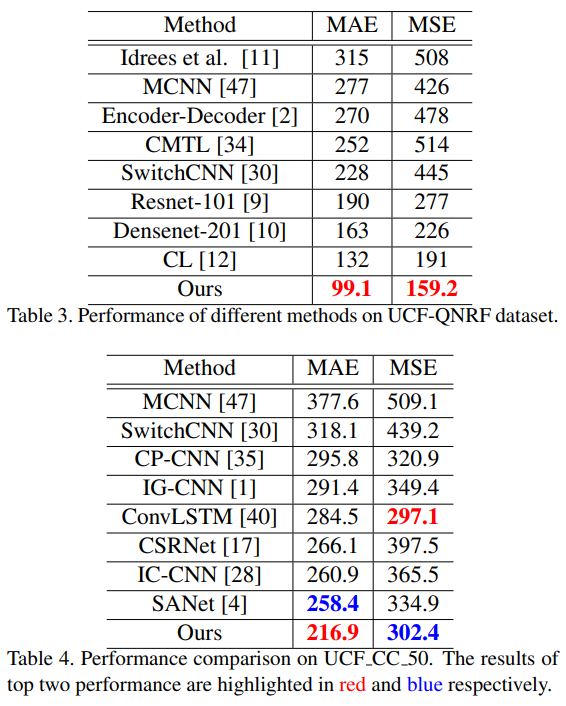 Method MAE MSE
Idrees et al. [11] 315 508
MCNN [47] 277 426
Encoder-Decoder [2] 270 478
CMTL [34] 252 514
SwitchCNN [30] 228 445
Resnet-101 [9] 190 277
Densenet-201 [10] 163 226
CL [12] 132 191
Ours 99.1 159.2
Table 3. Performance of different methods on UCF-QNRF dataset.
Method MAE MSE
MCNN [47] 377.6 509.1
SwitchCNN [30] 318.1 439.2
CP-CNN [35] 295.8 320.9
IG-CNN [1] 291.4 349.4
ConvLSTM [40] 284.5 297.1
CSRNet [17] 266.1 397.5
IC-CNN [28] 260.9 365.5
SANet [4] 258.4 334.9
Ours 216.9 302.4
Table 4. Performance comparison on UCF_CC_50. The results of
top two performance are highlighted in red and blue respectively.